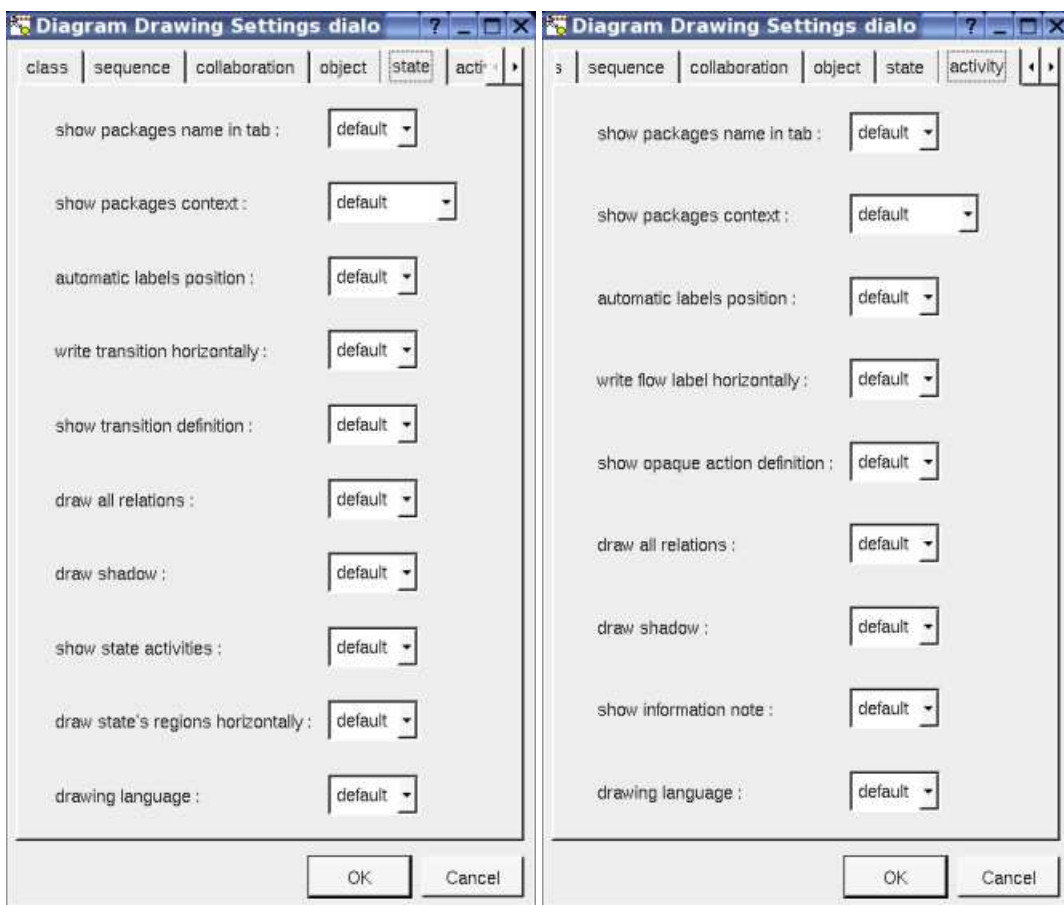 Diagram Drawing Settings dialo
class sequence collaboration object state acti
show packages name in tab : default
show packages context : default
automatic labels position : default
write transition horizontally : default
show transition definition : default
draw all relations : default
draw shadow : default
show state activities : default
draw state's regions horizontally : default
drawing language : default
OK Cancel
Diagram Drawing Settings dialo
s sequence collaboration object state activity
show packages name in tab : default
show packages context : default
automatic labels position : default
write flow label horizontally : default
show opaque action definition : default
draw all relations : default
draw shadow : default
show information note : default
drawing language : default
OK Cancel